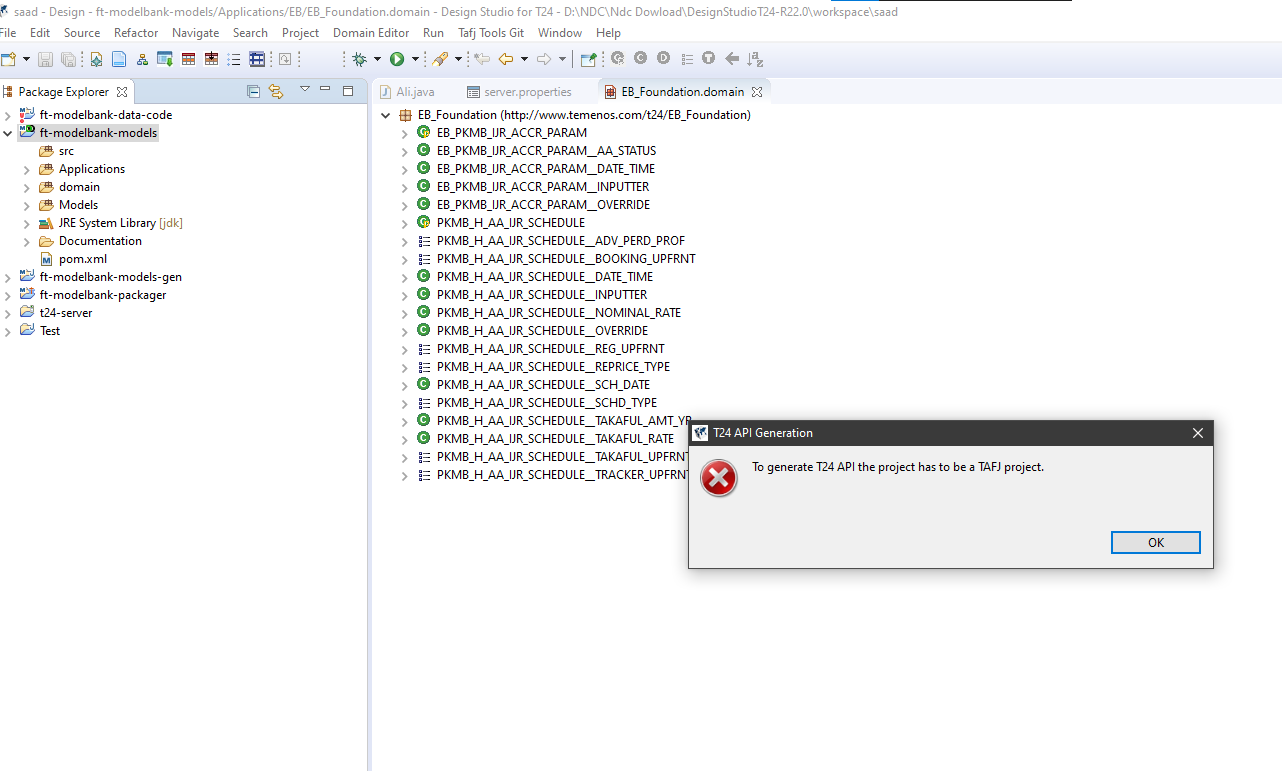 saad - Design - ft-modelbank-models/Applications/EB/EB_Foundation.domain - Design Studio for T24 - D:\NDC\Ndc Dowload\DesignStudioT24-R22.0\workspace\saad
File Edit Source Refactor Navigate Search Project Domain Editor Run Tafj Tools Git Window Help
Package Explorer
ft-modelbank-data-code
ft-modelbank-models
src
Applications
domain
Models
JRE System Library [jdk]
Documentation
pom.xml
ft-modelbank-models-gen
ft-modelbank-packager
t24-server
Test
Ali.java server.properties EB_Foundation.domain
EB_Foundation (http://www.temenos.com/t24/EB_Foundation)
EB_PKMB_IJR_ACCR_PARAM
EB_PKMB_IJR_ACCR_PARAM__AA_STATUS
EB_PKMB_IJR_ACCR_PARAM__DATE_TIME
EB_PKMB_IJR_ACCR_PARAM__INPUTTER
EB_PKMB_IJR_ACCR_PARAM__OVERRIDE
PKMB_H_AA_IJR_SCHEDULE
PKMB_H_AA_IJR_SCHEDULE__ADV_PERD_PROF
PKMB_H_AA_IJR_SCHEDULE__BOOKING_UPFRNT
PKMB_H_AA_IJR_SCHEDULE__DATE_TIME
PKMB_H_AA_IJR_SCHEDULE__INPUTTER
PKMB_H_AA_IJR_SCHEDULE__NOMINAL_RATE
PKMB_H_AA_IJR_SCHEDULE__OVERRIDE
PKMB_H_AA_IJR_SCHEDULE__REG_UPFRNT
PKMB_H_AA_IJR_SCHEDULE__REPRICE_TYPE
PKMB_H_AA_IJR_SCHEDULE__SCH_DATE
PKMB_H_AA_IJR_SCHEDULE__SCHD_TYPE
PKMB_H_AA_IJR_SCHEDULE__TAKAFUL_AMT_YR
PKMB_H_AA_IJR_SCHEDULE__TAKAFUL_RATE
PKMB_H_AA_IJR_SCHEDULE__TAKAFUL_UPFRNT
PKMB_H_AA_IJR_SCHEDULE__TRACKER_UPFRN
T24 API Generation
To generate T24 API the project has to be a TAFJ project.
OK